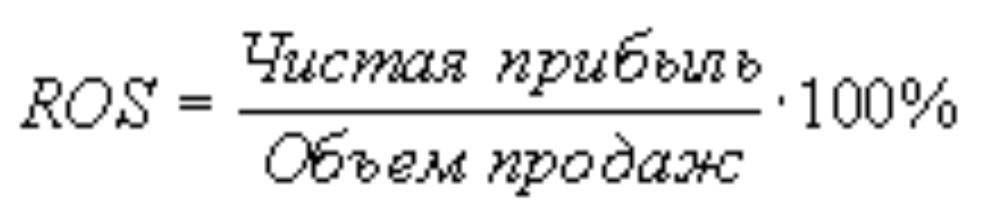 Чистая прибыль
ROS = ·100%
Объем продаж